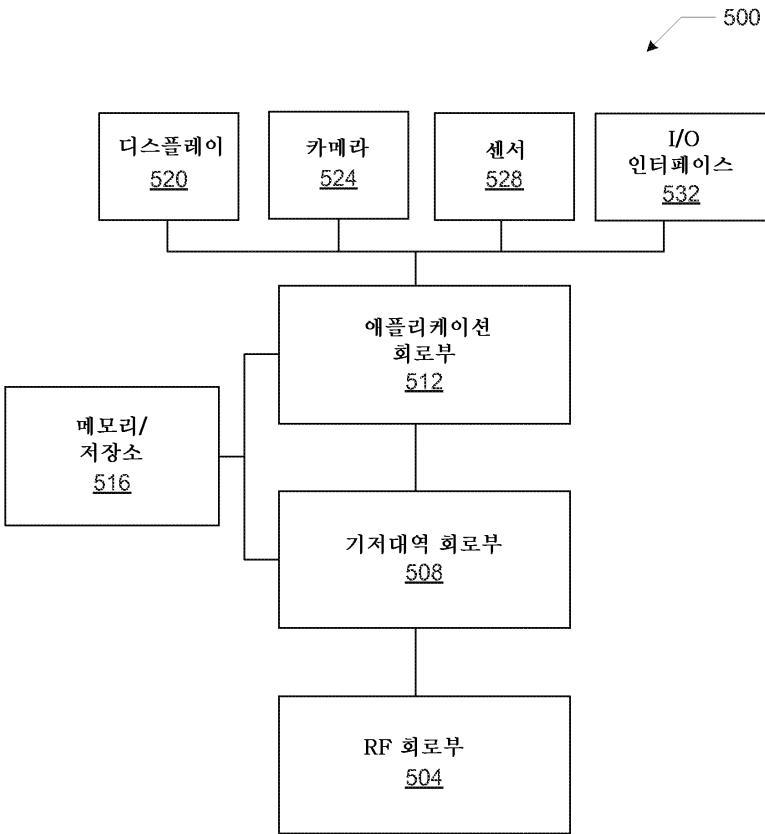 500
디스플레이
520
카메라
524
센서
528
I/O
인터페이스
532
애플리케이션
회로부
512
메모리/
저장소
516
기저대역 회로부
508
RF 회로부
504